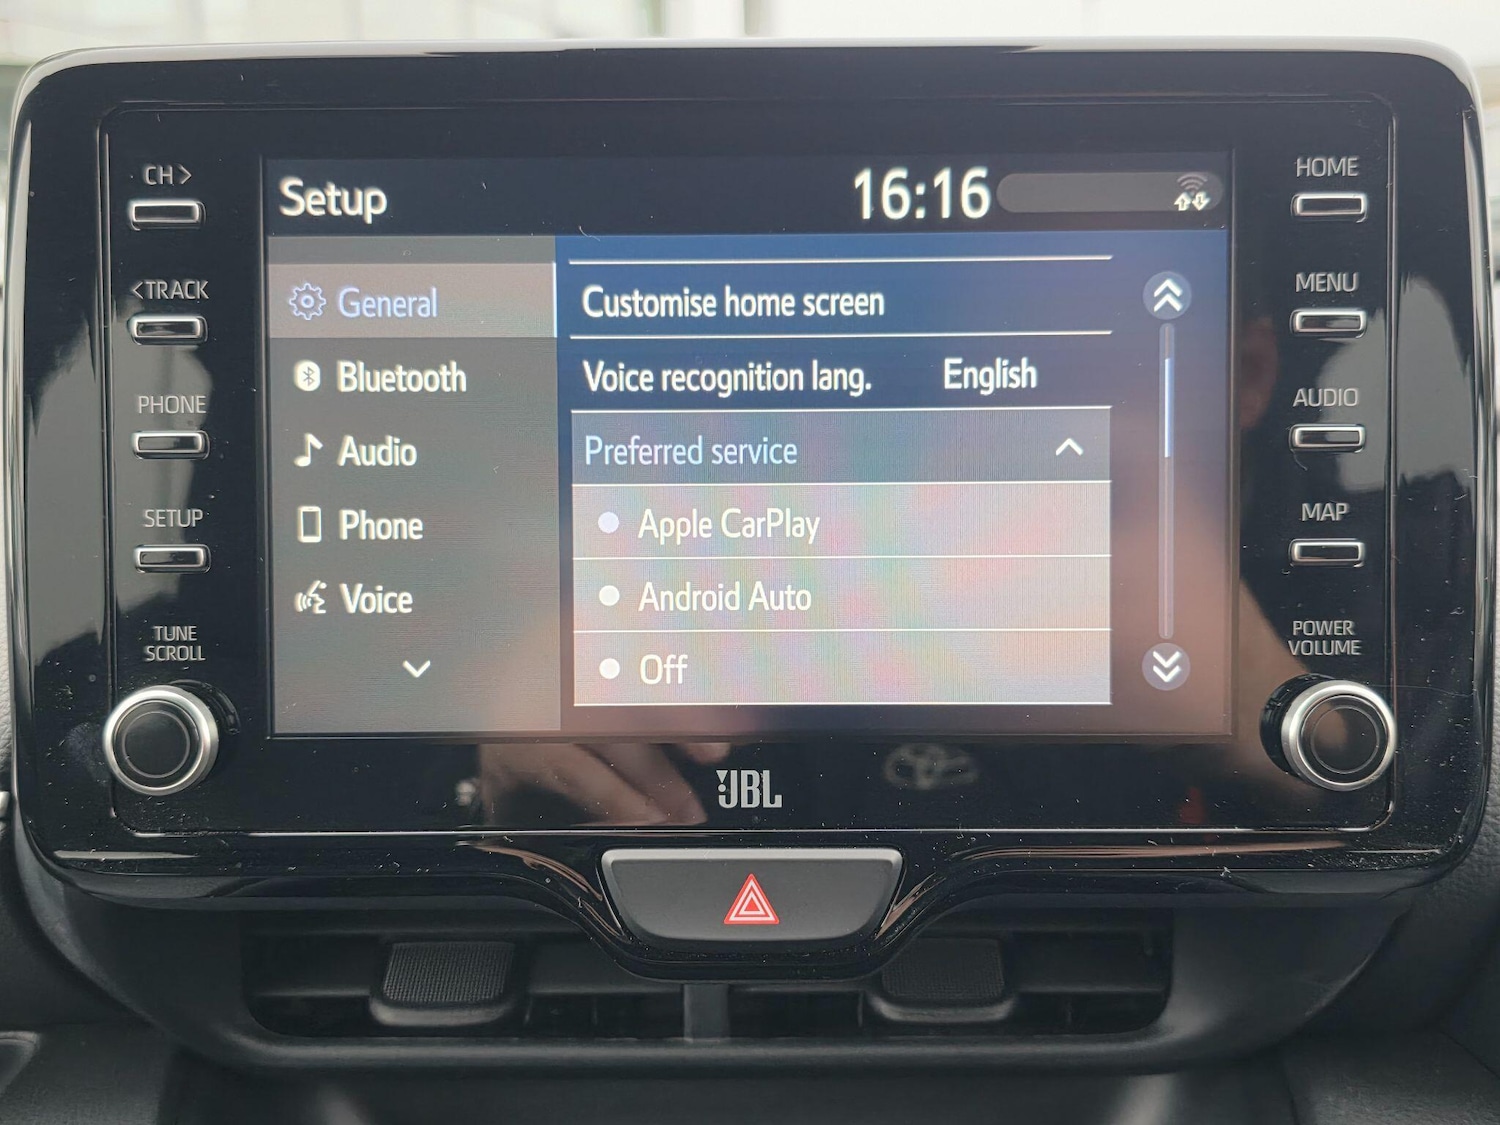 CH>
<TRACK
PHONE
SETUP
TUNE
SCROLL
Setup
16:16
General
Bluetooth
Audio
Phone
Voice
Customise home screen
Voice recognition lang. English
Preferred service
Apple CarPlay
Android Auto
Off
HOME
MENU
AUDIO
MAP
POWER
VOLUME
JBL